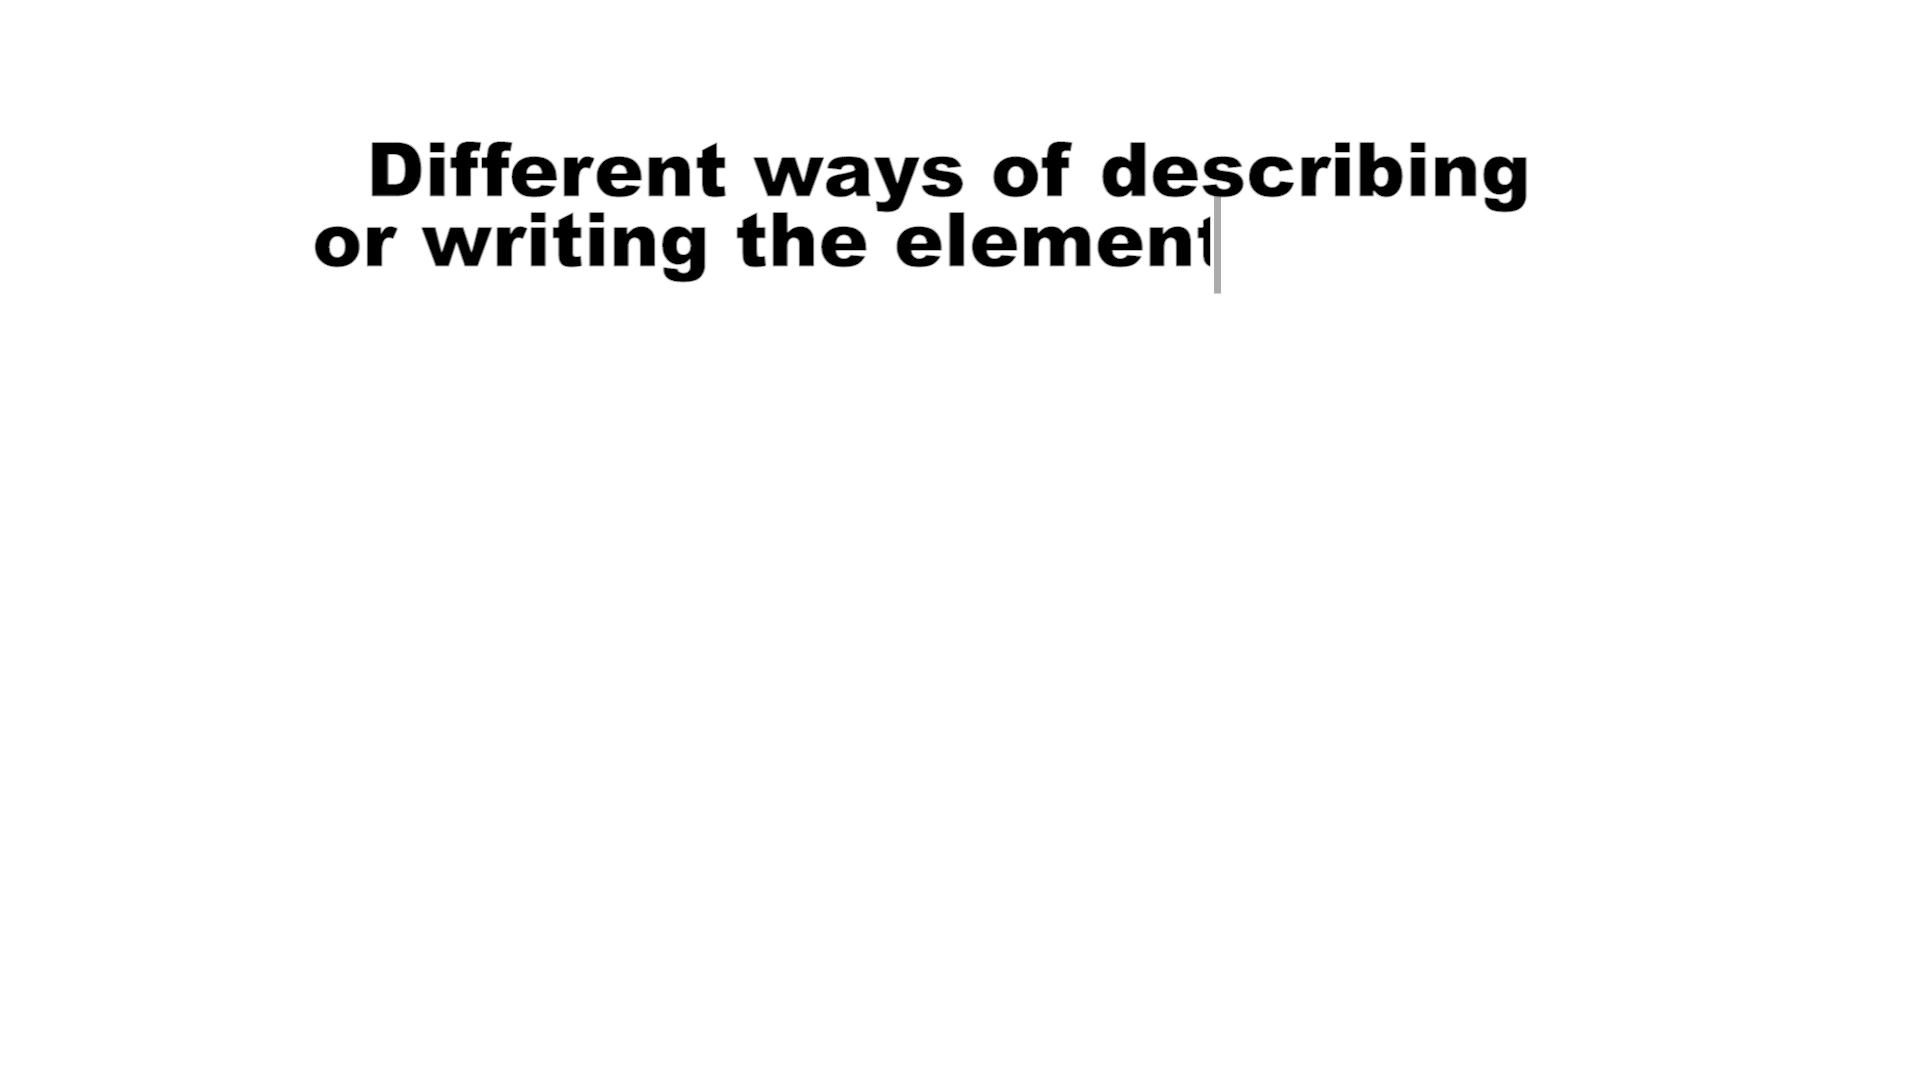 Different ways of describing
or writing the element